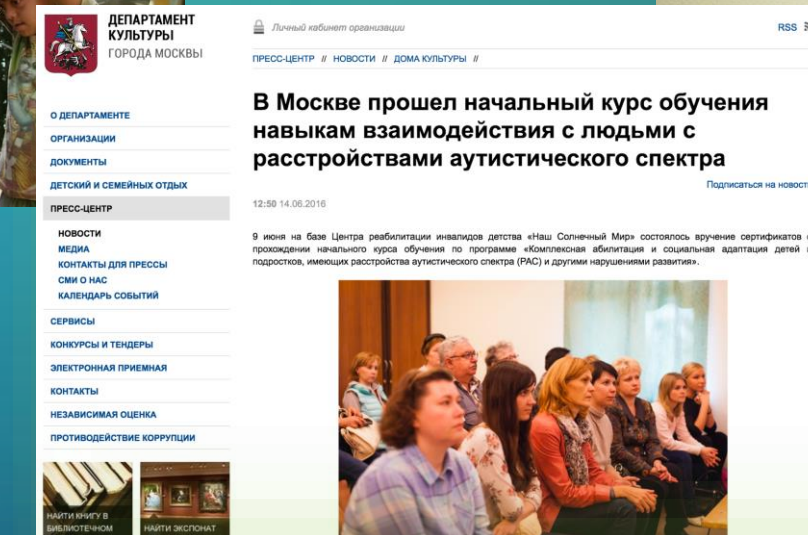 ДЕПАРТАМЕНТ
КУЛЬТУРЫ
ГОРОДА МОСКВЫ
Личный кабинет организации
RSS
ПРЕСС-ЦЕНТР // НОВОСТИ // ДОМА КУЛЬТУРЫ //
О ДЕПАРТАМЕНТЕ
ОРГАНИЗАЦИИ
ДОКУМЕНТЫ
ДЕТСКИЙ И СЕМЕЙНЫХ ОТДЫХ
ПРЕСС-ЦЕНТР
НОВОСТИ
МЕДИА
КОНТАКТЫ ДЛЯ ПРЕССЫ
СМИ О НАС
КАЛЕНДАРЬ СОБЫТИЙ
СЕРВИСЫ
КОНКУРСЫ И ТЕНДЕРЫ
ЭЛЕКТРОННАЯ ПРИЕМНАЯ
КОНТАКТЫ
НЕЗАВИСИМАЯ ОЦЕНКА
ПРОТИВОДЕЙСТВИЕ КОРРУПЦИИ
НАЙТИ КНИГУ В
БИБЛИОТЕЧНОМ
НАЙТИ ЭКСПОНАТ
В Москве прошел начальный курс обучения
навыкам взаимодействия с людьми с
расстройствами аутистического спектра
Подписаться на новости
12:50 14.06.2016
9 июня на базе Центра реабилитации инвалидов детства «Наш Солнечный Мир» состоялось вручение сертификатов о
прохождении начального курса обучения по программе «Комплексная абилитация и социальная адаптация детей и
подростков, имеющих расстройства аутистического спектра (РАС) и другими нарушениями развития».